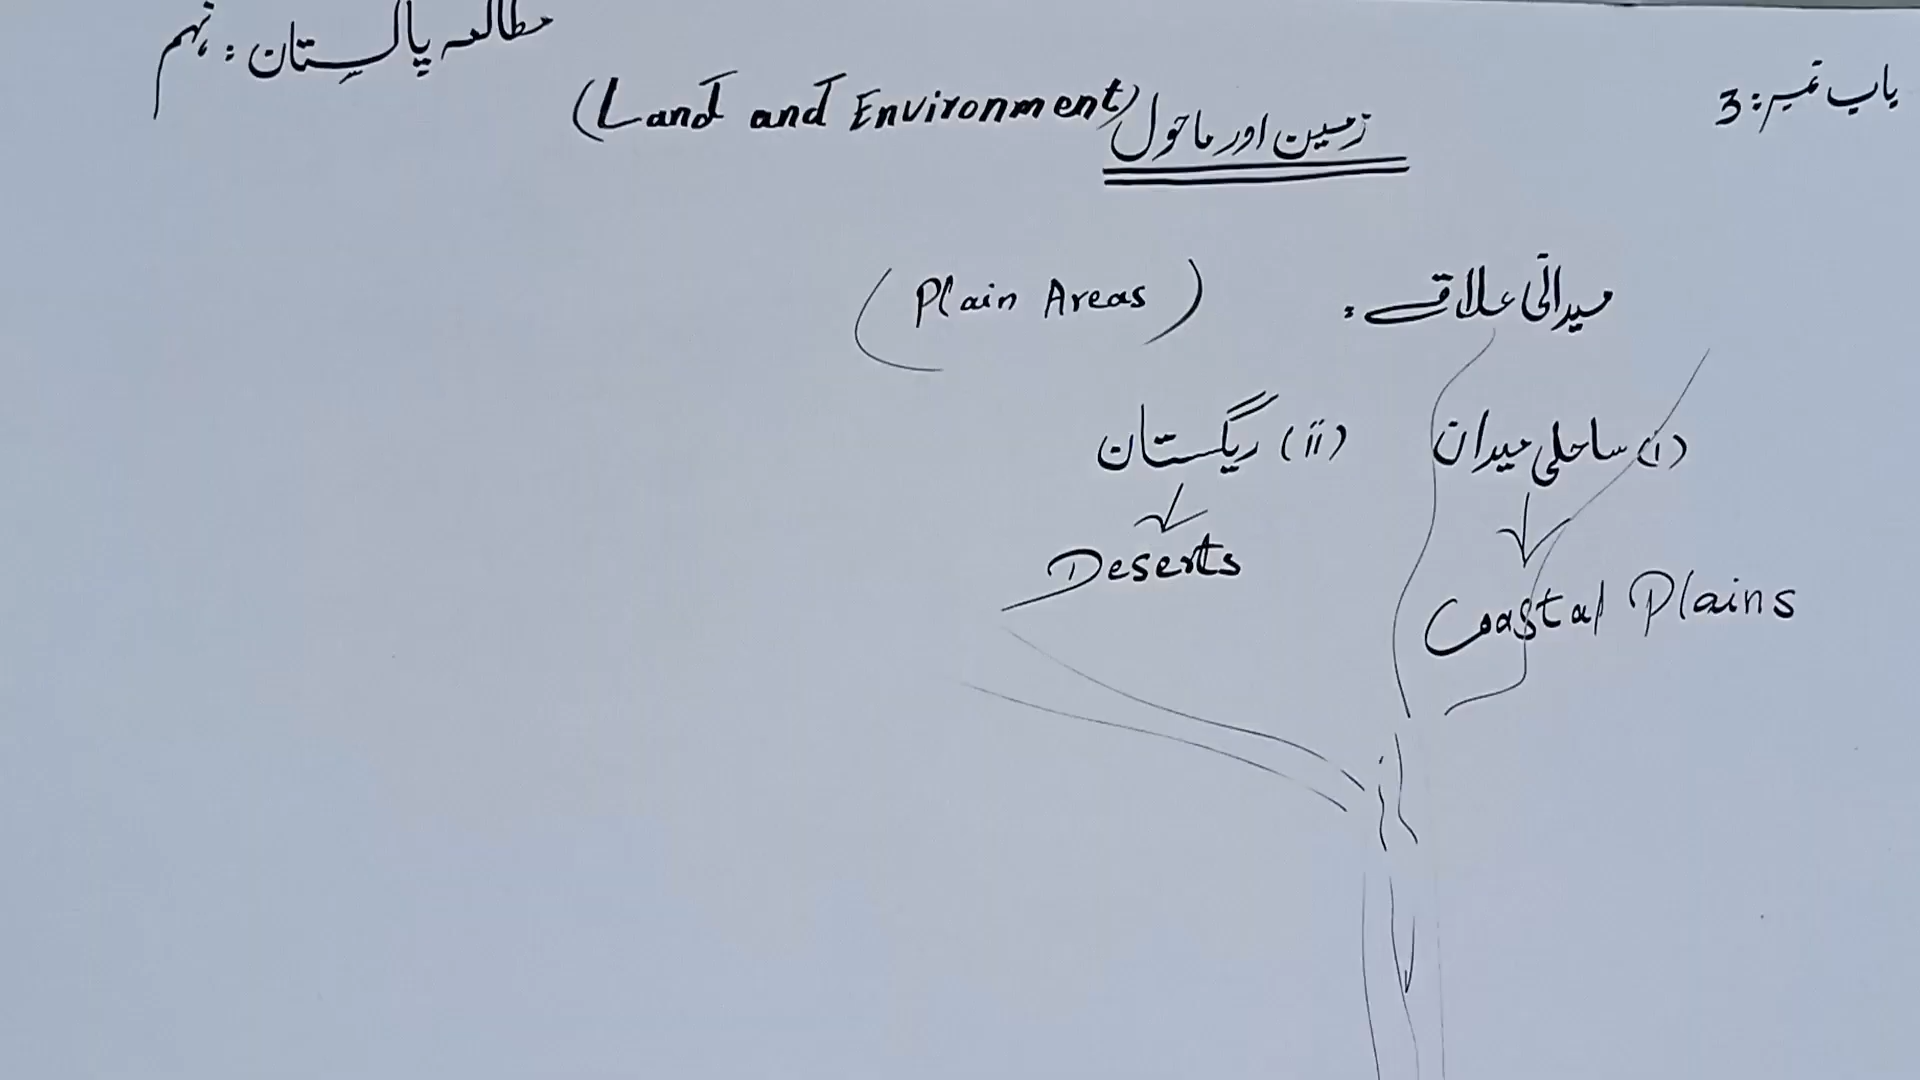 مطالعہ پاکستان: نہم
باب نمبر: 3
زمین اور ماحول (Land and Environment)
میدانی علاقے: (Plain Areas)
(i) ساحلی میدان (ii) ریگستان
Coastal Plains Deserts